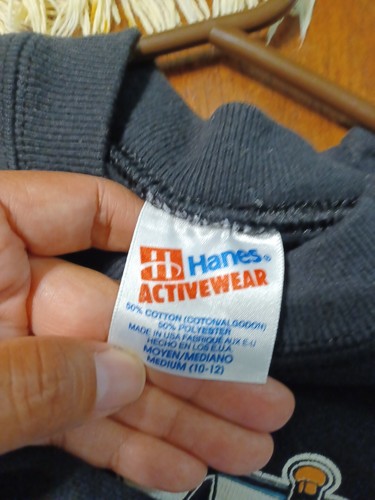 Hanes®
ACTIVEWEAR
50% COTTON (COTON/ALGODON)
50% POLYESTER
MADE IN USA FABRIQUE AUX E-U
HECHO EN LOS E.U.A.
MOYEN/MEDIANO
MEDIUM (10-12)